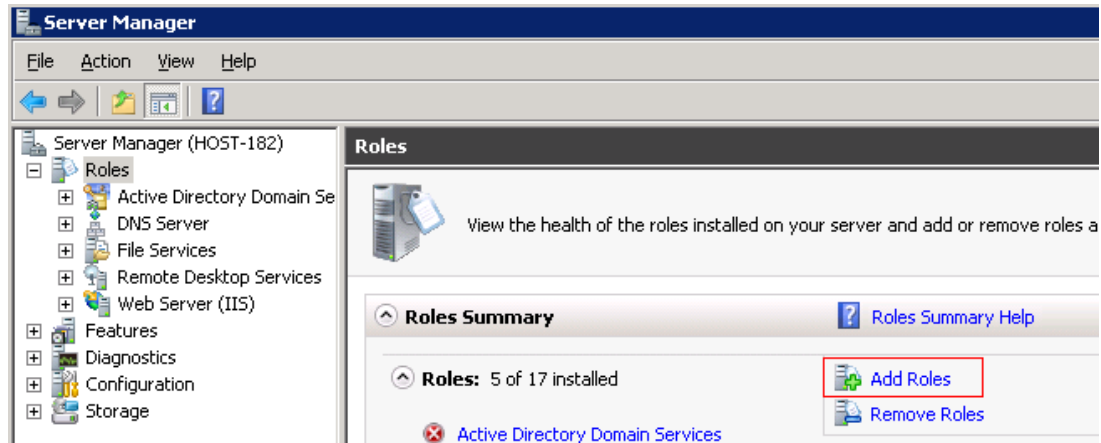 Server Manager
File Action View Help
Server Manager (HOST-182)
Roles
Active Directory Domain Se
DNS Server
File Services
Remote Desktop Services
Web Server (IIS)
Features
Diagnostics
Configuration
Storage
Roles
View the health of the roles installed on your server and add or remove roles a
Roles Summary
Roles Summary Help
Roles: 5 of 17 installed
Add Roles
Remove Roles
Active Directory Domain Services